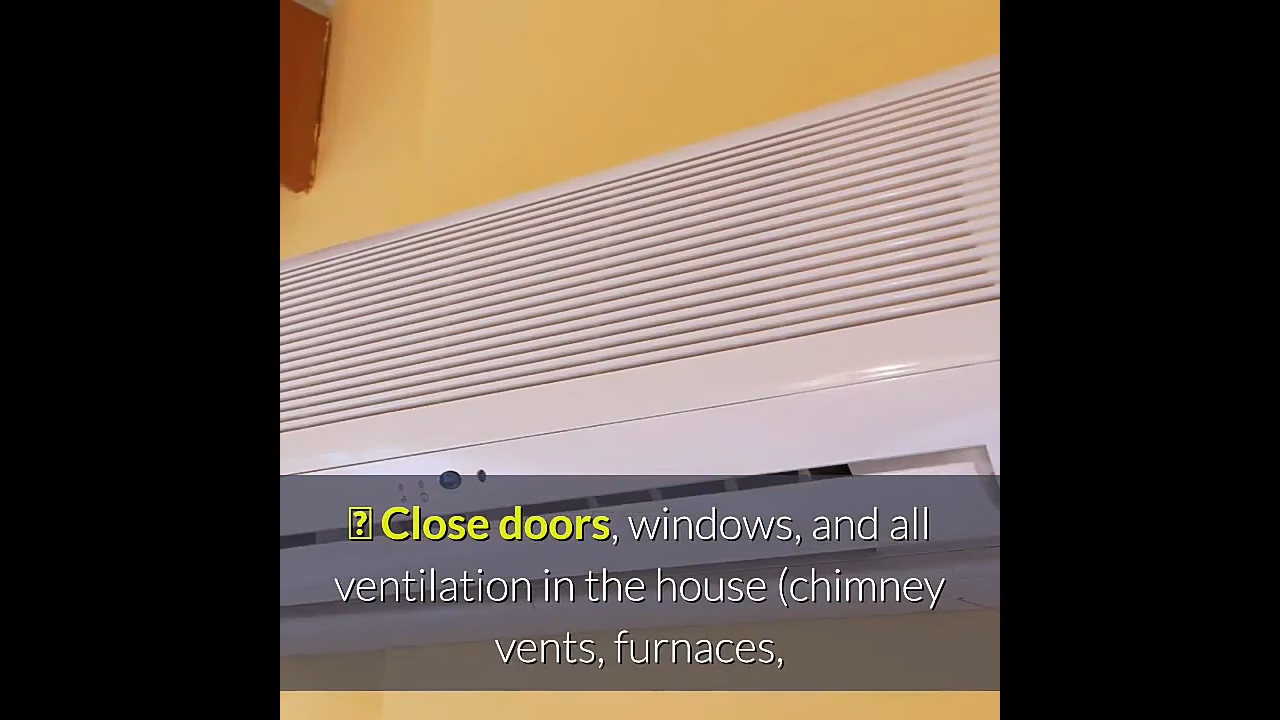 ⍰ Close doors, windows, and all
ventilation in the house (chimney
vents, furnaces,